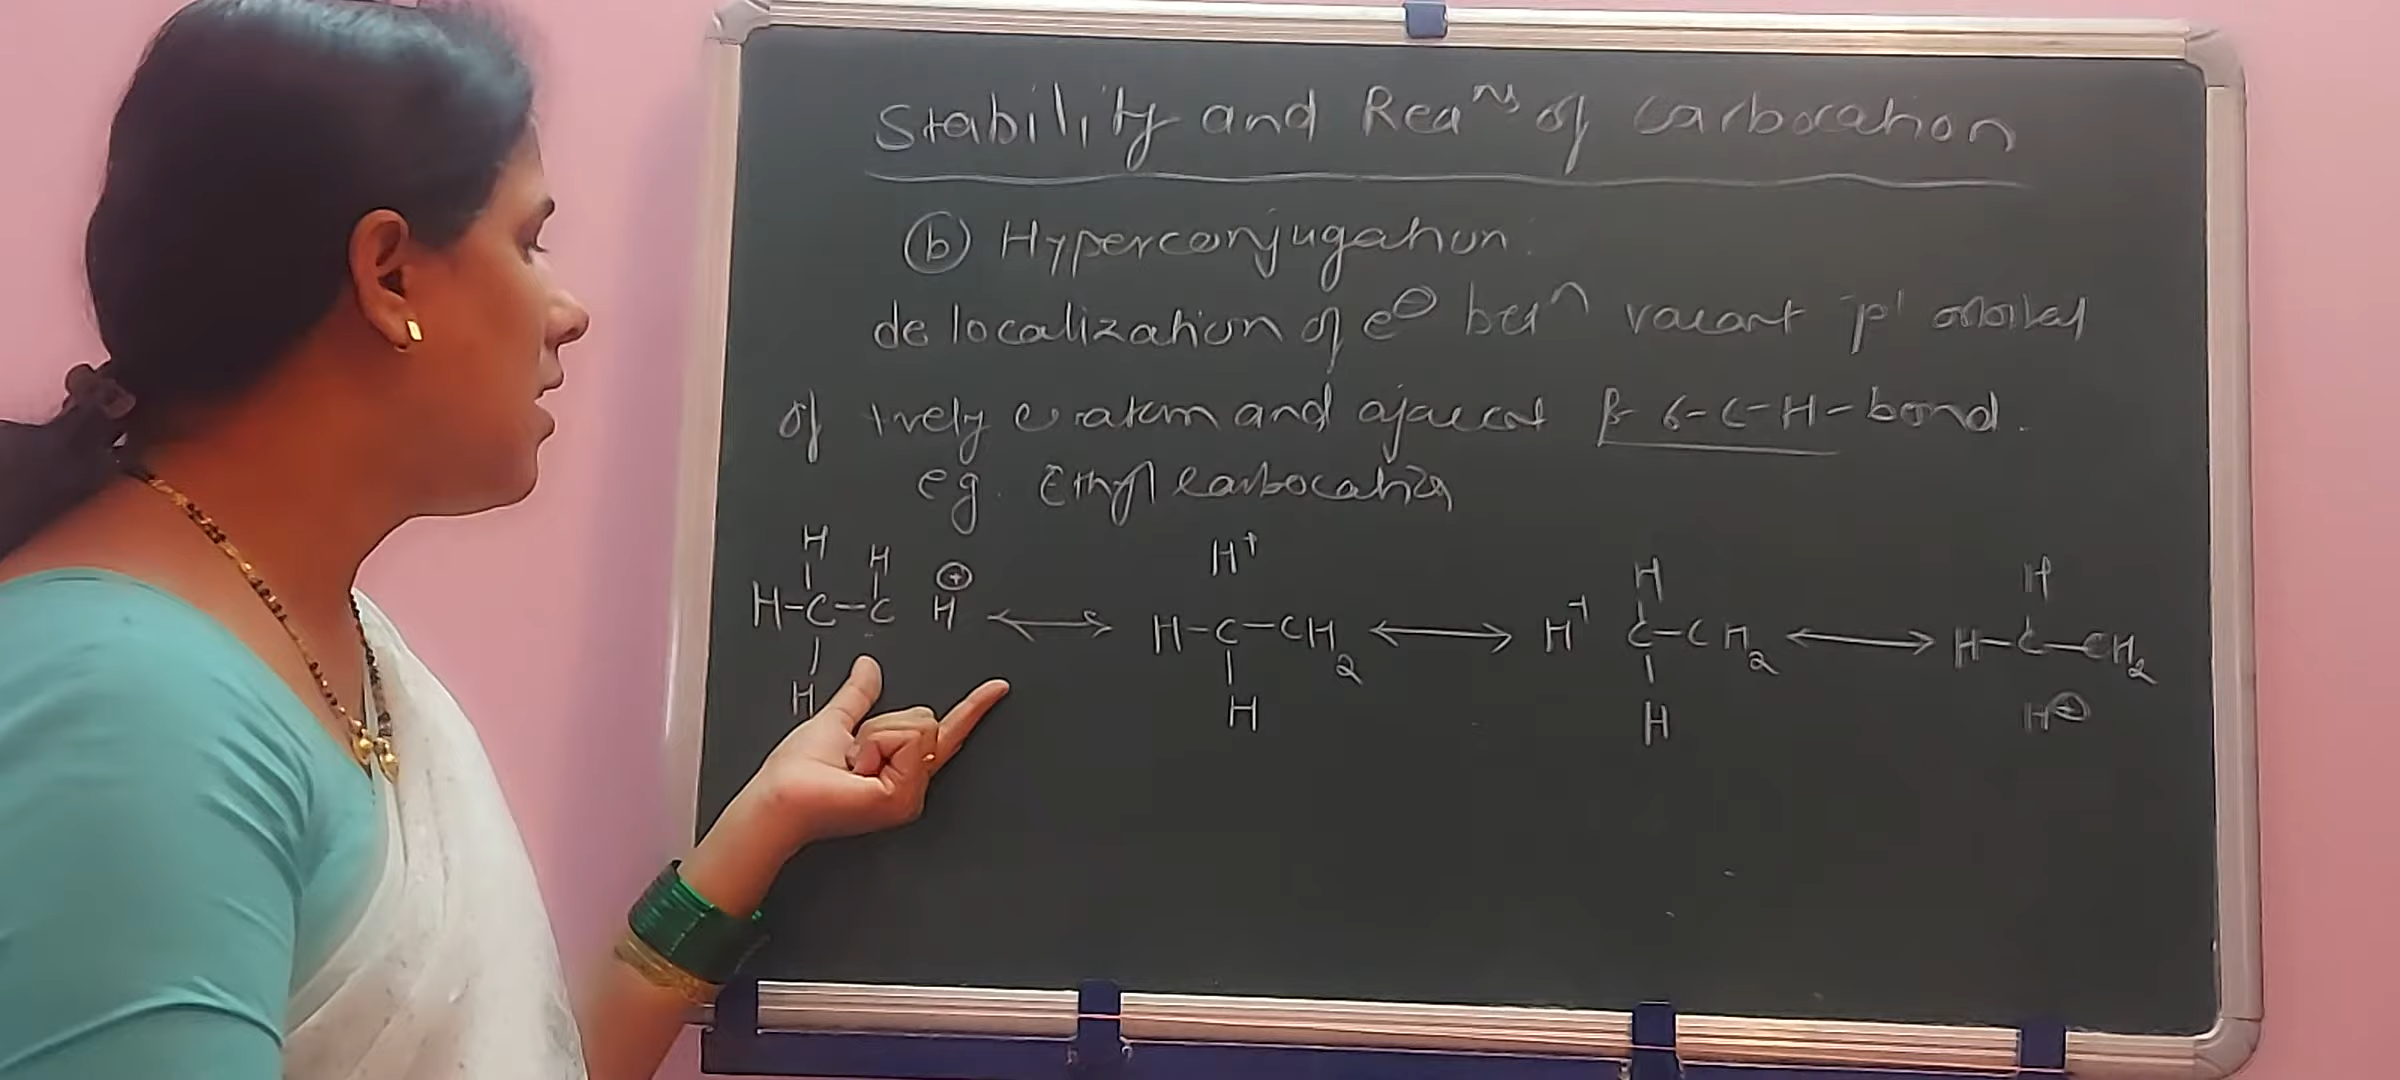 Stability and Reaⁿˢ of carbocation
(b) Hyperconjugation.
delocalization of e⊖ betⁿ vacant 'p' orbital
of +vely c atom and ajacent β-σ-C-H-bond.
eg. Ethyl carbocation
H H ⊕ H⁺ H H
H-C-C H ⟷ H-C-CH₂ ⟷ H⁺ C-CH₂ ⟷ H-C-CH₂
H H H H⊕